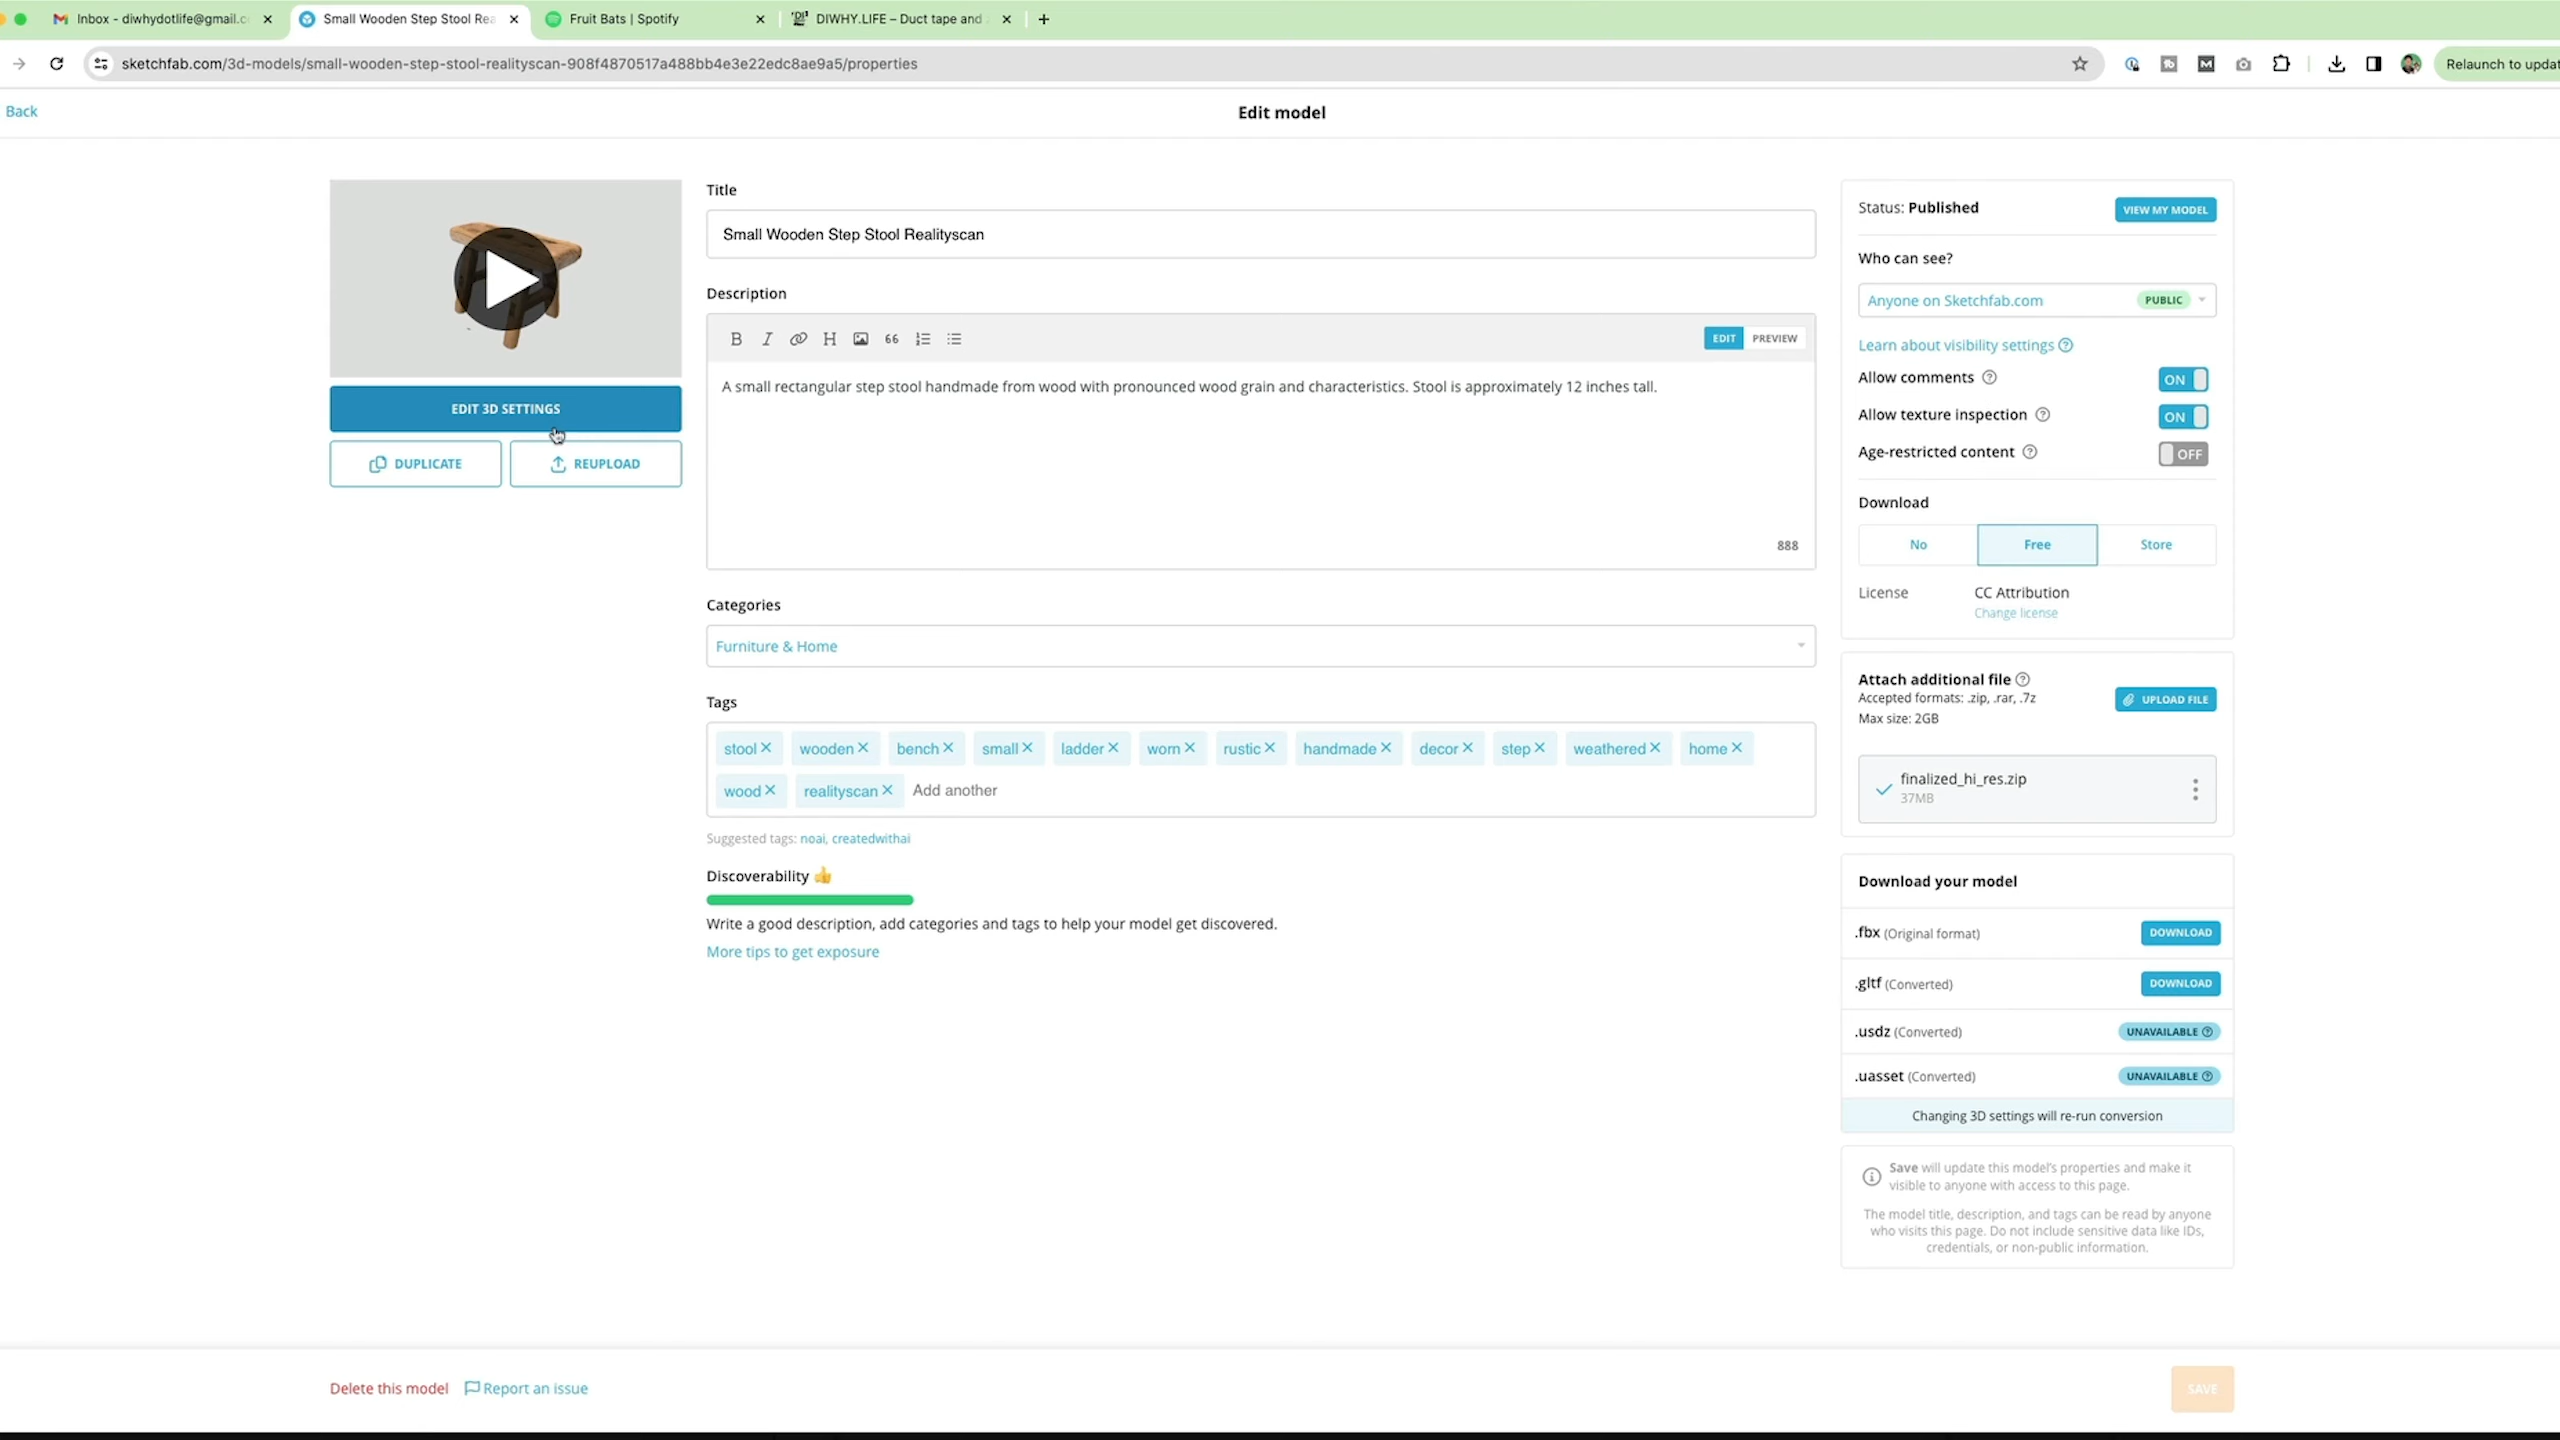 Inbox - diwhydotlife@gmail.c
Small Wooden Step Stool Rea
Fruit Bats | Spotify
DIWHY.LIFE – Duct tape and
sketchfab.com/3d-models/small-wooden-step-stool-realityscan-908f4870517a488bb4e3e22edc8ae9a5/properties
Relaunch to updat
Back
Edit model
EDIT 3D SETTINGS
DUPLICATE
REUPLOAD
Title
Small Wooden Step Stool Realityscan
Description
B I H 66
EDIT PREVIEW
A small rectangular step stool handmade from wood with pronounced wood grain and characteristics. Stool is approximately 12 inches tall.
888
Categories
Furniture & Home
Tags
stool wooden bench small ladder worn rustic handmade decor step weathered home
wood realityscan Add another
Suggested tags: noai, createdwithai
Discoverability 👍
Write a good description, add categories and tags to help your model get discovered.
More tips to get exposure
Status: Published
VIEW MY MODEL
Who can see?
Anyone on Sketchfab.com PUBLIC
Learn about visibility settings
Allow comments ON
Allow texture inspection ON
Age-restricted content OFF
Download
No Free Store
License CC Attribution
Change license
Attach additional file
Accepted formats: .zip, .rar, .7z
Max size: 2GB
UPLOAD FILE
finalized_hi_res.zip
37MB
Download your model
.fbx (Original format) DOWNLOAD
.gltf (Converted) DOWNLOAD
.usdz (Converted) UNAVAILABLE
.uasset (Converted) UNAVAILABLE
Changing 3D settings will re-run conversion
Save will update this model's properties and make it
visible to anyone with access to this page.
The model title, description, and tags can be read by anyone
who visits this page. Do not include sensitive data like IDs,
credentials, or non-public information.
Delete this model
Report an issue
SAVE